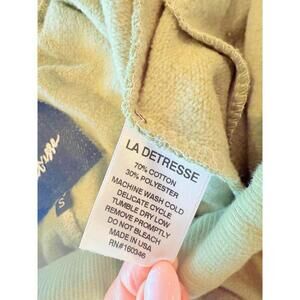 LA DETRESSE
70% COTTON
30% POLYESTER
MACHINE WASH COLD
DELICATE CYCLE
TUMBLE DRY LOW
REMOVE PROMPTLY
DO NOT BLEACH
MADE IN USA
RN#160346
S